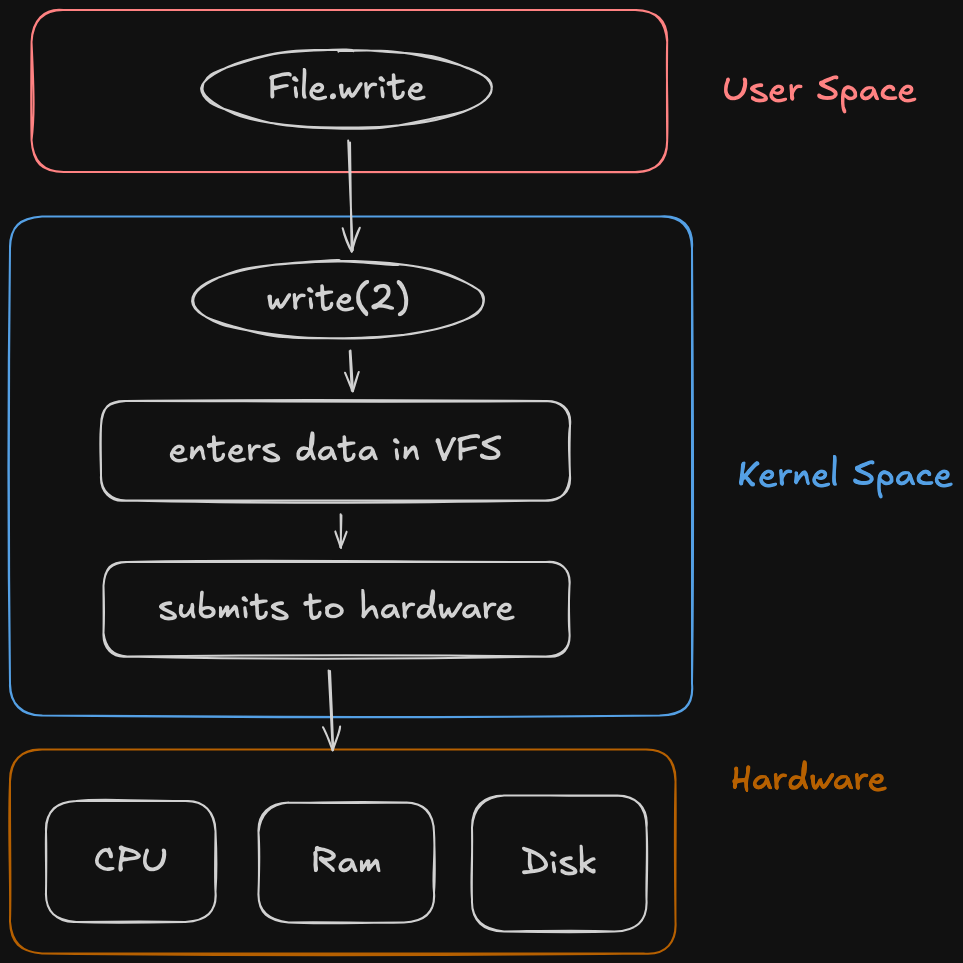 File.write
User Space
write(2)
enters data in VFS
Kernel Space
submits to hardware
Hardware
CPU
Ram
Disk